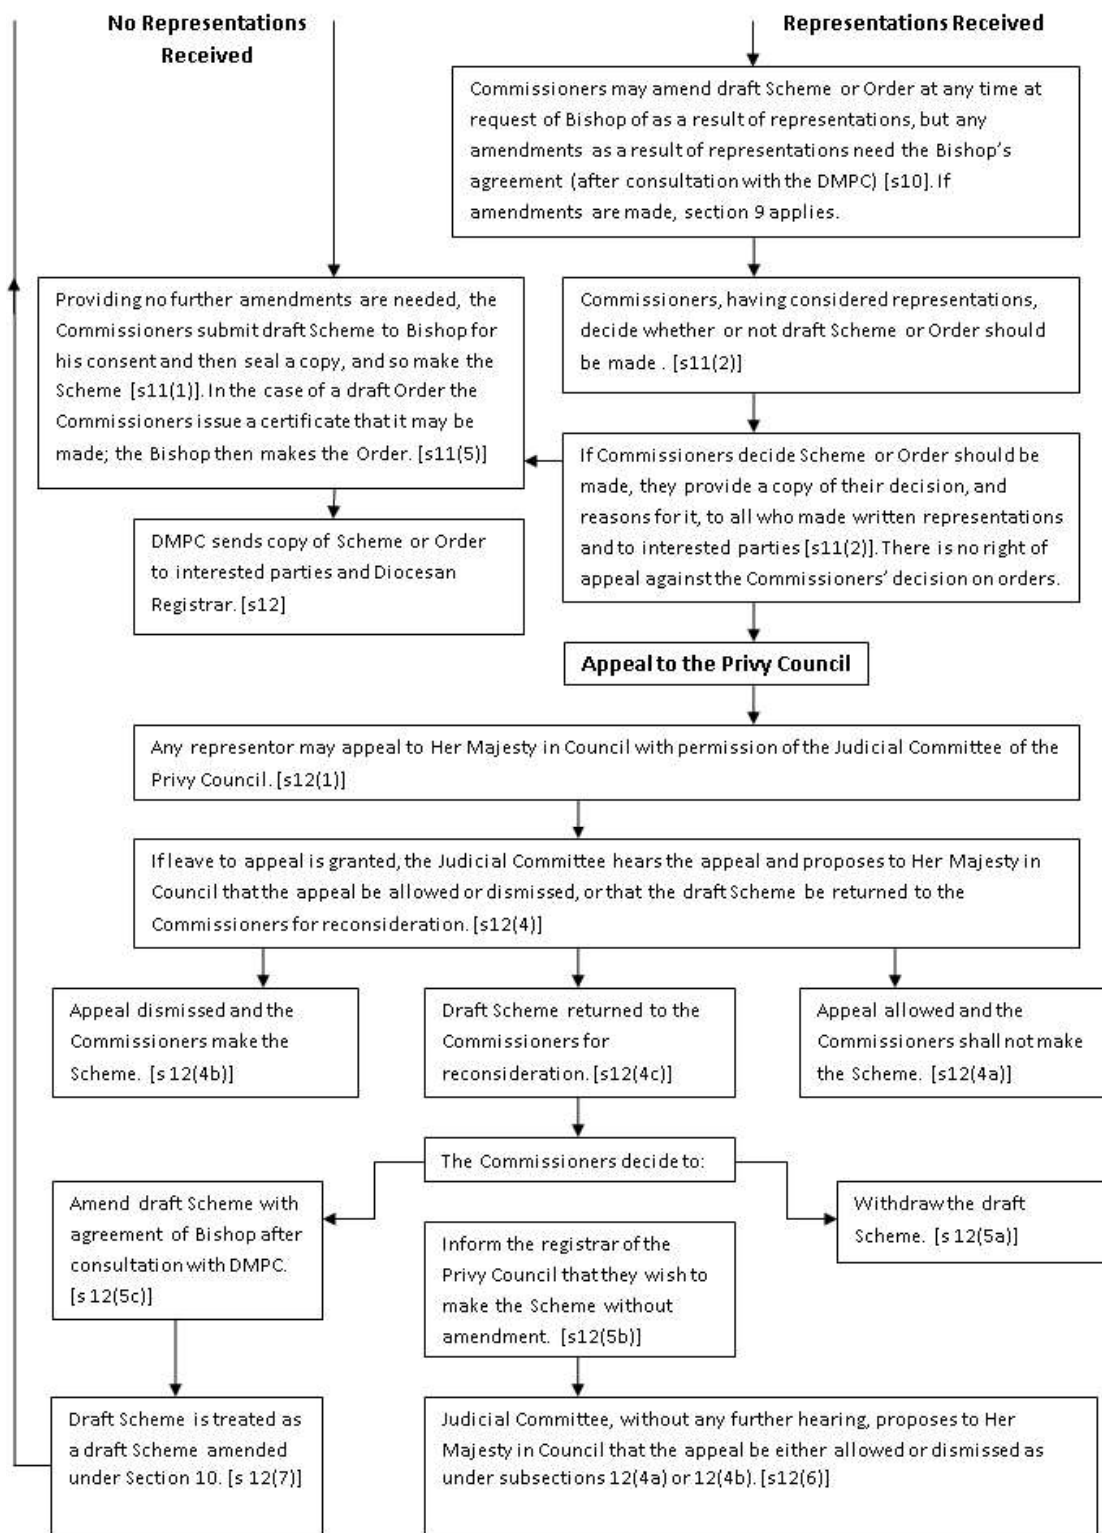 No Representations
Received
Representations Received
Commissioners may amend draft Scheme or Order at any time at
request of Bishop of as a result of representations, but any
amendments as a result of representations need the Bishop's
agreement (after consultation with the DMPC) [s10]. If
amendments are made, section 9 applies.
Providing no further amendments are needed, the
Commissioners submit draft Scheme to Bishop for
his consent and then seal a copy, and so make the
Scheme [s11(1)]. In the case of a draft Order the
Commissioners issue a certificate that it may be
made; the Bishop then makes the Order. [s11(5)]
Commissioners, having considered representations,
decide whether or not draft Scheme or Order should
be made . [s11(2)]
If Commissioners decide Scheme or Order should be
made, they provide a copy of their decision, and
reasons for it, to all who made written representations
and to interested parties [s11(2)]. There is no right of
appeal against the Commissioners' decision on orders.
DMPC sends copy of Scheme or Order
to interested parties and Diocesan
Registrar. [s12]
Appeal to the Privy Council
Any representor may appeal to Her Majesty in Council with permission of the Judicial Committee of the
Privy Council. [s12(1)]
If leave to appeal is granted, the Judicial Committee hears the appeal and proposes to Her Majesty in
Council that the appeal be allowed or dismissed, or that the draft Scheme be returned to the
Commissioners for reconsideration. [s12(4)]
Appeal dismissed and the
Commissioners make the
Scheme. [s 12(4b)]
Draft Scheme returned to the
Commissioners for
reconsideration. [s12(4c)]
Appeal allowed and the
Commissioners shall not make
the Scheme. [s12(4a)]
The Commissioners decide to:
Amend draft Scheme with
agreement of Bishop after
consultation with DMPC.
[s 12(5c)]
Inform the registrar of the
Privy Council that they wish to
make the Scheme without
amendment. [s12(5b)]
Withdraw the draft
Scheme. [s 12(5a)]
Draft Scheme is treated as
a draft Scheme amended
under Section 10. [s 12(7)]
Judicial Committee, without any further hearing, proposes to Her
Majesty in Council that the appeal be either allowed or dismissed as
under subsections 12(4a) or 12(4b). [s12(6)]